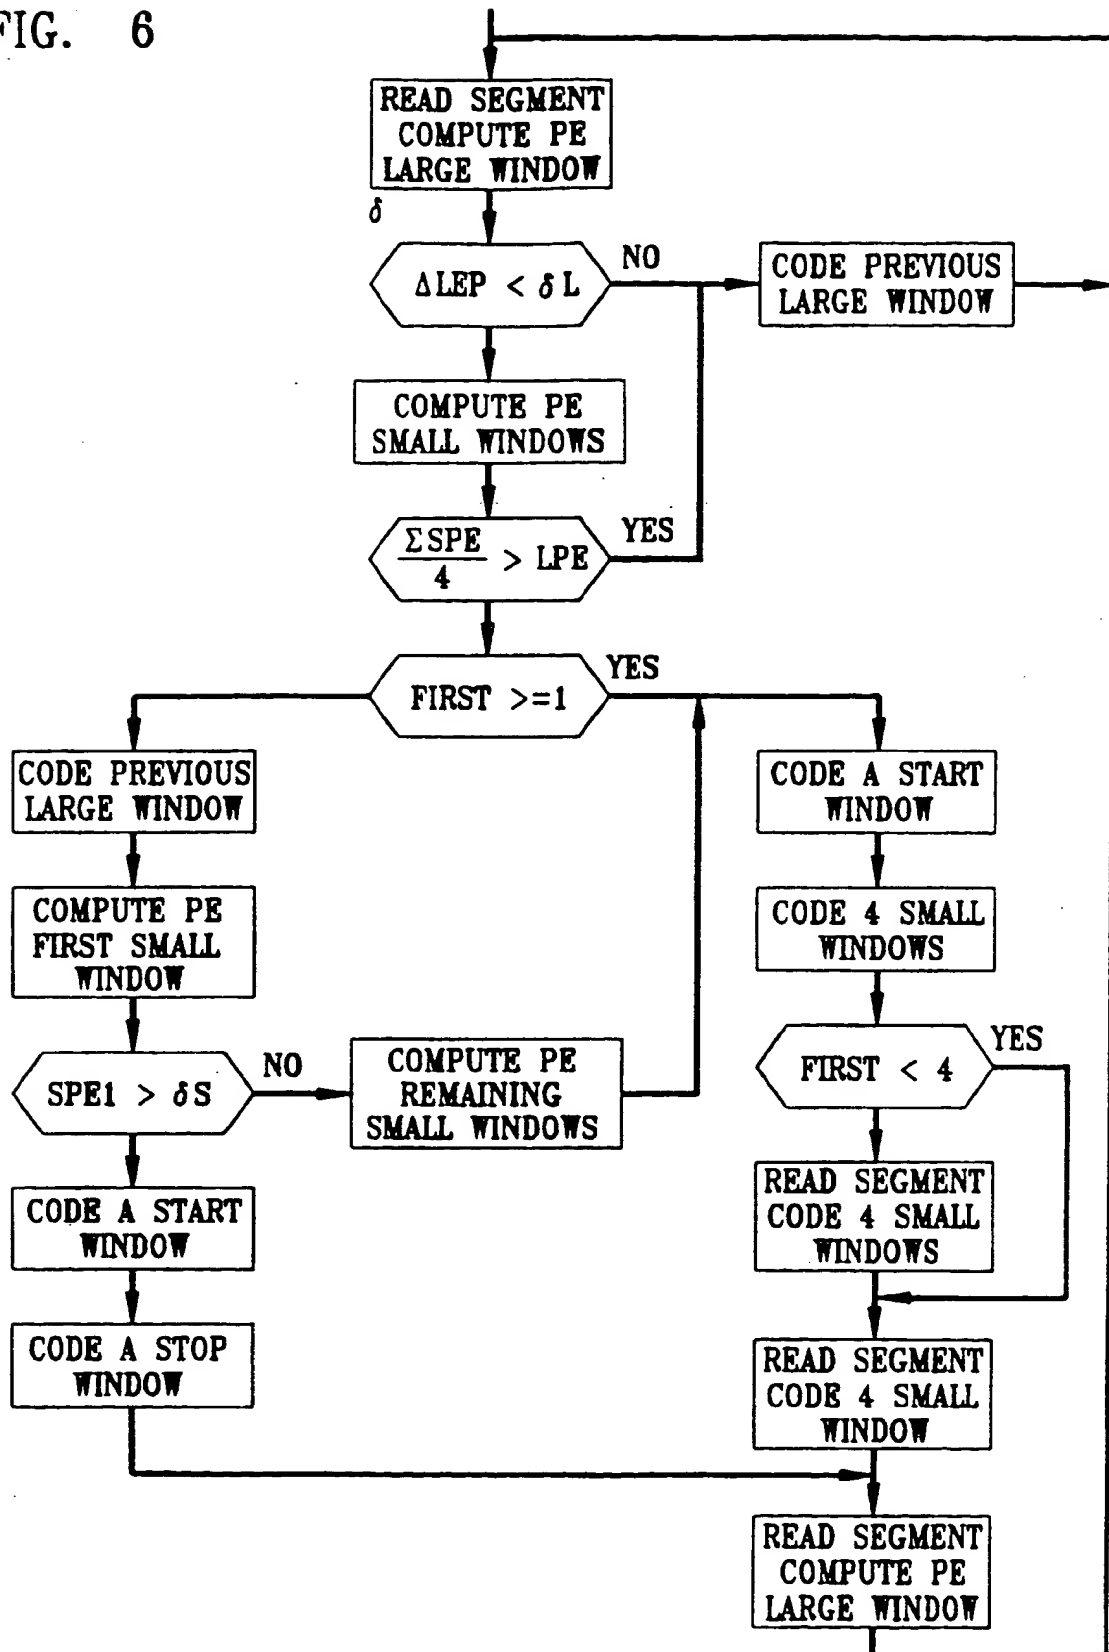 FIG. 6
READ SEGMENT
COMPUTE PE
LARGE WINDOW
δ
ΔLEP < δL
NO
CODE PREVIOUS
LARGE WINDOW
COMPUTE PE
SMALL WINDOWS
ΣSPE
4
> LPE
YES
FIRST >=1
YES
CODE PREVIOUS
LARGE WINDOW
COMPUTE PE
FIRST SMALL
WINDOW
SPE1 > δS
NO
COMPUTE PE
REMAINING
SMALL WINDOWS
CODE A START
WINDOW
CODE A STOP
WINDOW
CODE A START
WINDOW
CODE 4 SMALL
WINDOWS
FIRST < 4
YES
READ SEGMENT
CODE 4 SMALL
WINDOWS
READ SEGMENT
CODE 4 SMALL
WINDOW
READ SEGMENT
COMPUTE PE
LARGE WINDOW